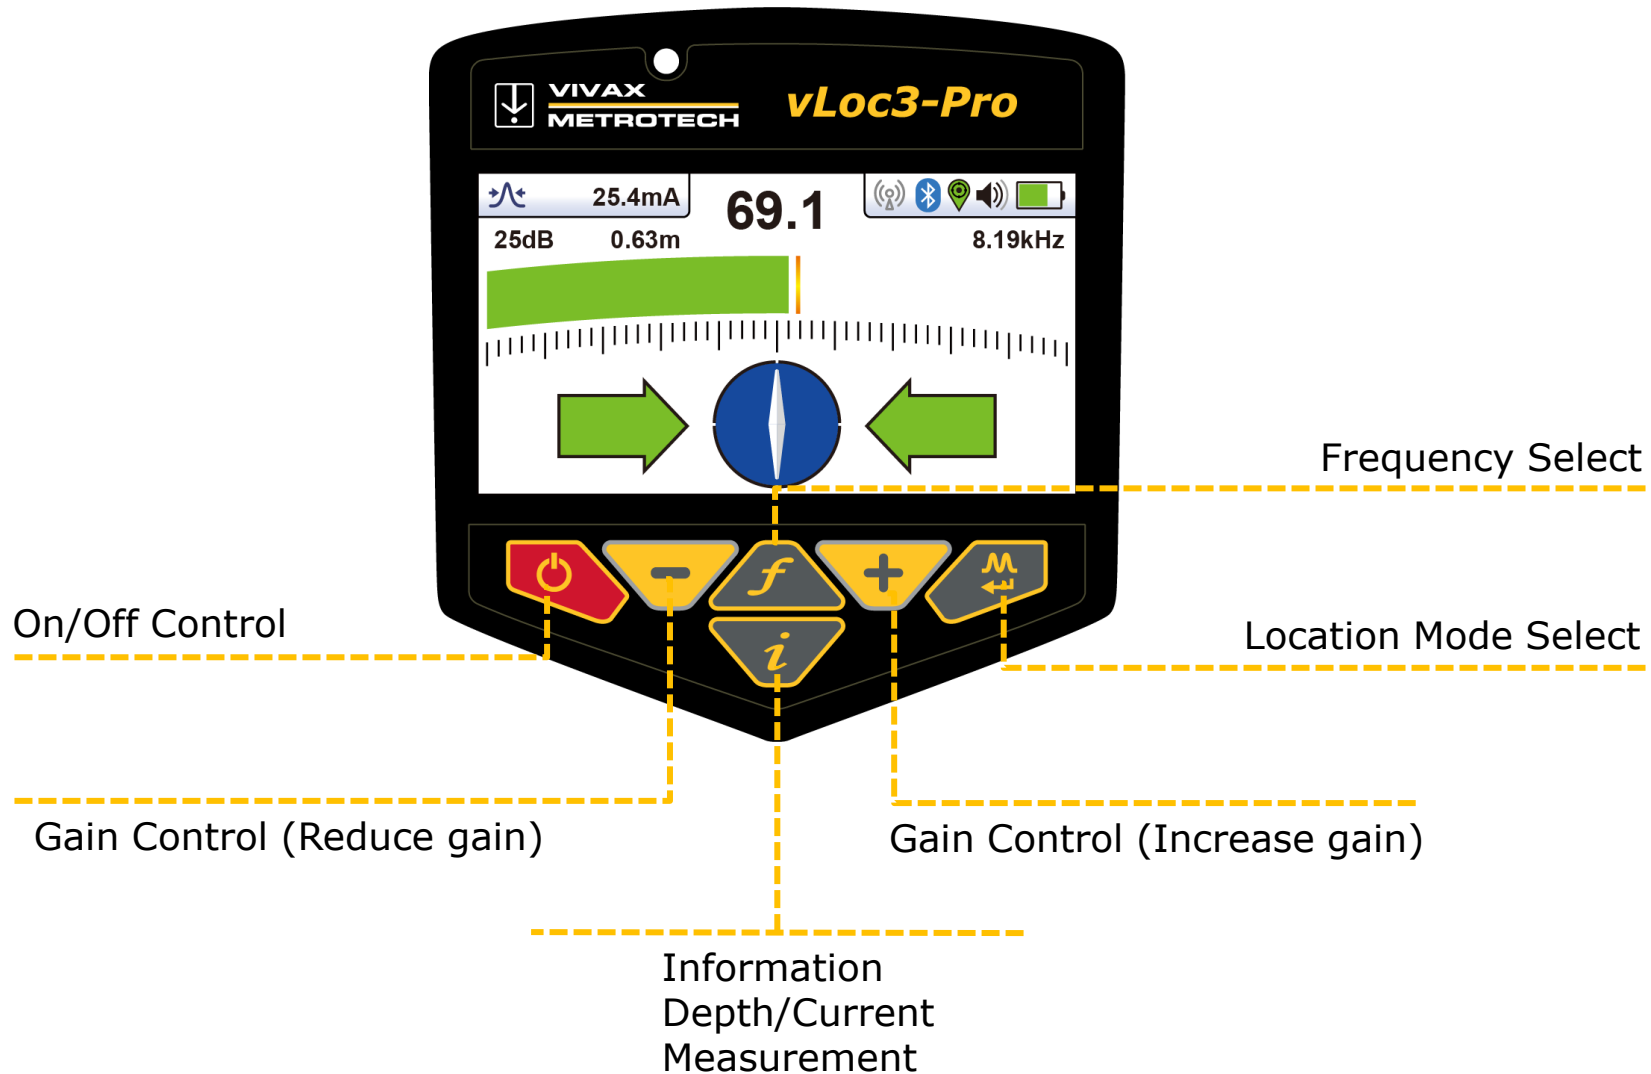 VIVAX
METROTECH
vLoc3-Pro
25.4mA
69.1
25dB
0.63m
8.19kHz
Frequency Select
f
i
On/Off Control
Location Mode Select
Gain Control (Reduce gain)
Gain Control (Increase gain)
Information
Depth/Current
Measurement